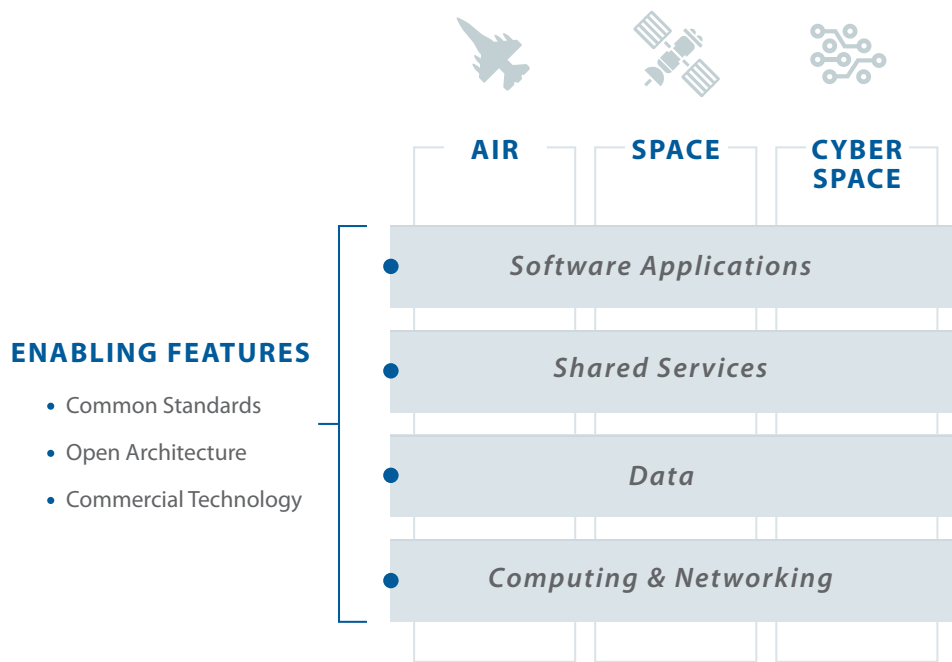 AIR
SPACE
CYBER
SPACE
Software Applications
Shared Services
Data
Computing & Networking
ENABLING FEATURES
• Common Standards
• Open Architecture
• Commercial Technology